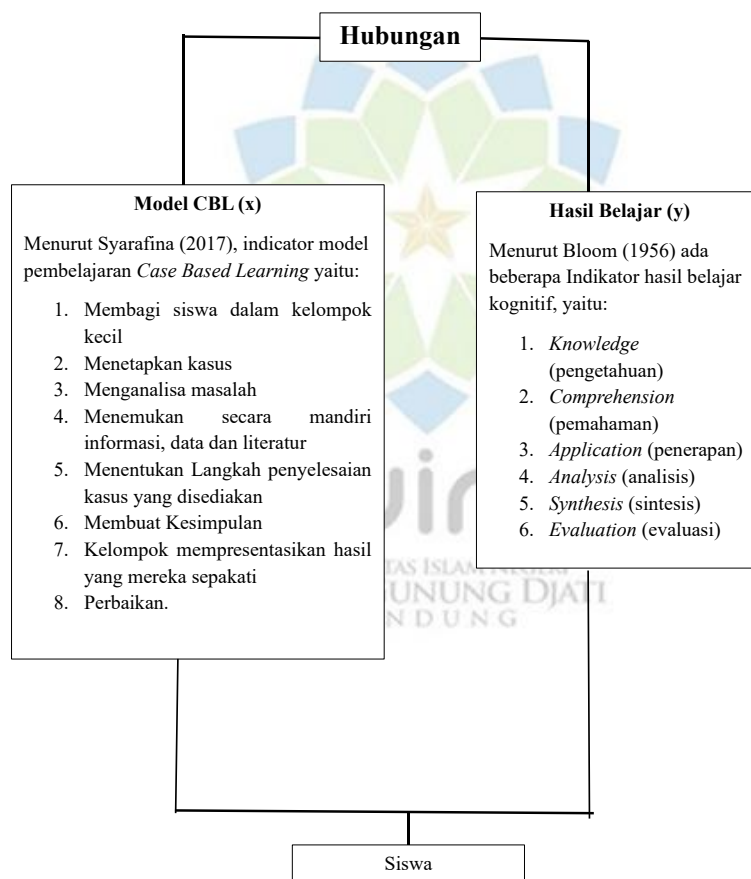 Hubungan
Model CBL (x)
Menurut Syarafina (2017), indicator model
pembelajaran Case Based Learning yaitu:
1. Membagi siswa dalam kelompok
kecil
2. Menetapkan kasus
3. Menganalisa masalah
4. Menemukan secara mandiri
informasi, data dan literatur
5. Menentukan Langkah penyelesaian
kasus yang disediakan
6. Membuat Kesimpulan
7. Kelompok mempresentasikan hasil
yang mereka sepakati
8. Perbaikan.
Hasil Belajar (y)
Menurut Bloom (1956) ada
beberapa Indikator hasil belajar
kognitif, yaitu:
1. Knowledge
(pengetahuan)
2. Comprehension
(pemahaman)
3. Application (penerapan)
4. Analysis (analisis)
5. Synthesis (sintesis)
6. Evaluation (evaluasi)
GUNUNG DJATI
Siswa